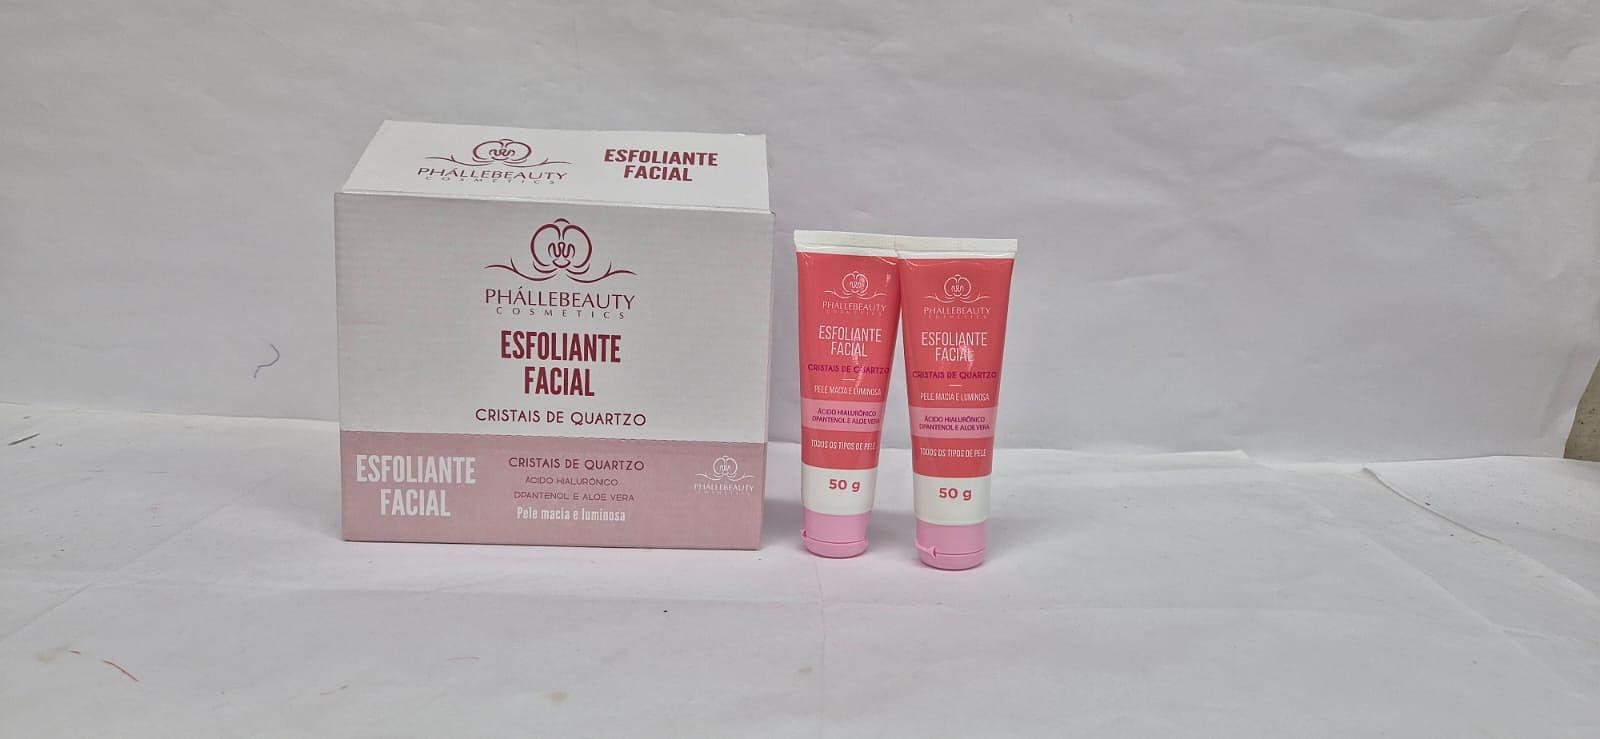 PHÁLLEBEAUTY
COSMETICS
ESFOLIANTE
FACIAL
PHÁLLEBEAUTY
COSMETICS
ESFOLIANTE
FACIAL
CRISTAIS DE QUARTZO
ESFOLIANTE
FACIAL
CRISTAIS DE QUARTZO
ÁCIDO HIALURÔNICO
DPANTENOL E ALOE VERA
Pele macia e luminosa
PHÁLLEBEAUTY
COSMETICS
PHÁLLEBEAUTY
COSMETICS
ESFOLIANTE
FACIAL
CRISTAIS DE QUARTZO
PELE MACIA E LUMINOSA
ÁCIDO HIALURÔNICO
DPANTENOL E ALOE VERA
TODOS OS TIPOS DE PELE
50 g
PHÁLLEBEAUTY
COSMETICS
ESFOLIANTE
FACIAL
CRISTAIS DE QUARTZO
PELE MACIA E LUMINOSA
ÁCIDO HIALURÔNICO
DPANTENOL E ALOE VERA
TODOS OS TIPOS DE PELE
50 g